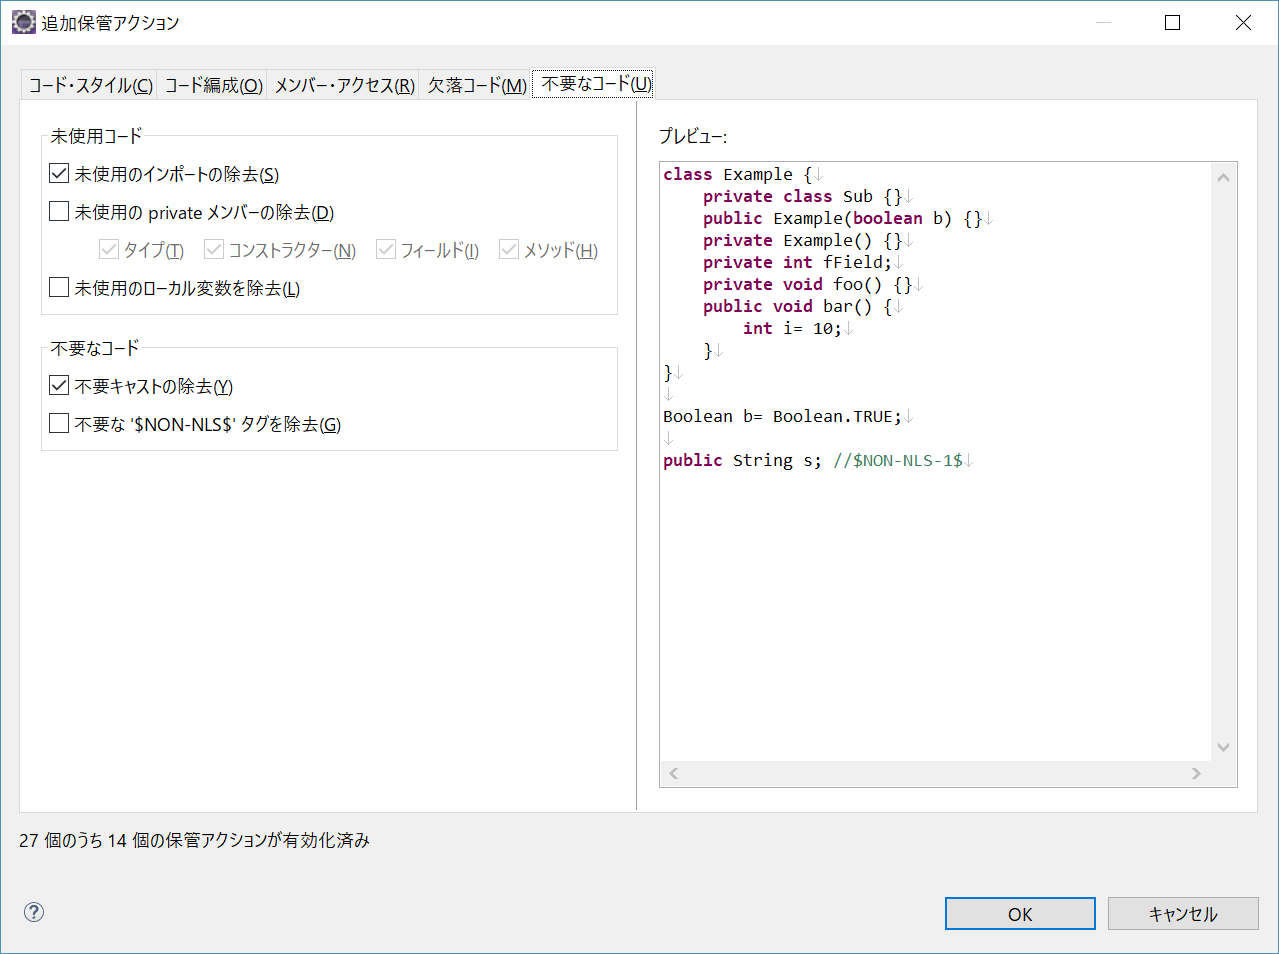 追加保管アクション
コード・スタイル(C) コード編成(O) メンバー・アクセス(R) 欠落コード(M) 不要なコード(U)
未使用コード
未使用のインポートの除去(S)
未使用の private メンバーの除去(D)
タイプ(T) コンストラクター(N) フィールド(I) メソッド(H)
未使用のローカル変数を除去(L)
不要なコード
不要キャストの除去(Y)
不要な '$NON-NLS$' タグを除去(G)
プレビュー:
class Example {↓
    private class Sub {}↓
    public Example(boolean b) {}↓
    private Example() {}↓
    private int fField;↓
    private void foo() {}↓
    public void bar() {↓
        int i= 10;↓
    }↓
}↓
↓
Boolean b= Boolean.TRUE;↓
↓
public String s; //$NON-NLS-1$↓
27 個のうち 14 個の保管アクションが有効化済み
?
OK キャンセル